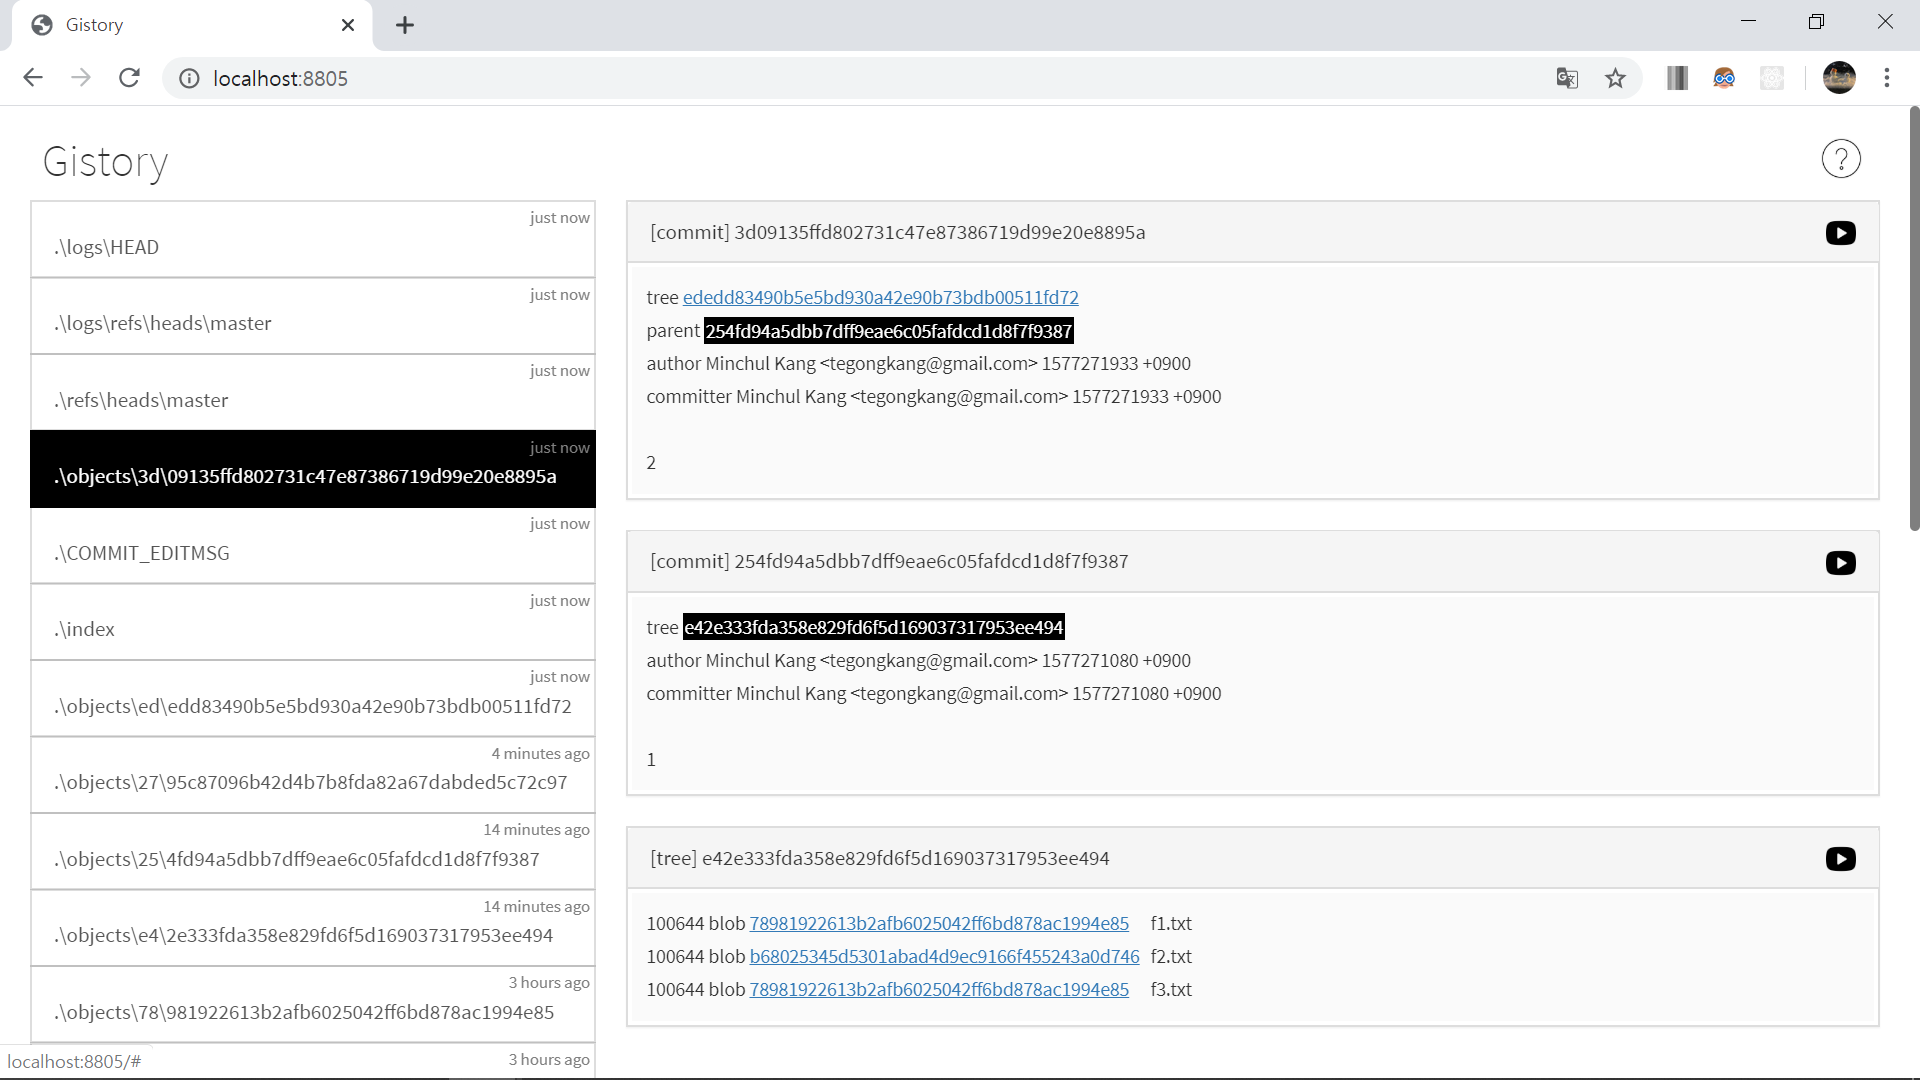 Gistory
localhost:8805
Gistory
?
just now
.\logs\HEAD
just now
.\logs\refs\heads\master
just now
.\refs\heads\master
just now
.\objects\3d\09135ffd802731c47e87386719d99e20e8895a
just now
.\COMMIT_EDITMSG
just now
.\index
just now
.\objects\ed\edd83490b5e5bd930a42e90b73bdb00511fd72
4 minutes ago
.\objects\27\95c87096b42d4b7b8fda82a67dabded5c72c97
14 minutes ago
.\objects\25\4fd94a5dbb7dff9eae6c05fafdcd1d8f7f9387
14 minutes ago
.\objects\e4\2e333fda358e829fd6f5d169037317953ee494
3 hours ago
.\objects\78\981922613b2afb6025042ff6bd878ac1994e85
3 hours ago
localhost:8805/#
[commit] 3d09135ffd802731c47e87386719d99e20e8895a
tree ededd83490b5e5bd930a42e90b73bdb00511fd72
parent 254fd94a5dbb7dff9eae6c05fafdcd1d8f7f9387
author Minchul Kang <tegongkang@gmail.com> 1577271933 +0900
committer Minchul Kang <tegongkang@gmail.com> 1577271933 +0900
2
[commit] 254fd94a5dbb7dff9eae6c05fafdcd1d8f7f9387
tree e42e333fda358e829fd6f5d169037317953ee494
author Minchul Kang <tegongkang@gmail.com> 1577271080 +0900
committer Minchul Kang <tegongkang@gmail.com> 1577271080 +0900
1
[tree] e42e333fda358e829fd6f5d169037317953ee494
100644 blob 78981922613b2afb6025042ff6bd878ac1994e85 f1.txt
100644 blob b68025345d5301abad4d9ec9166f455243a0d746 f2.txt
100644 blob 78981922613b2afb6025042ff6bd878ac1994e85 f3.txt